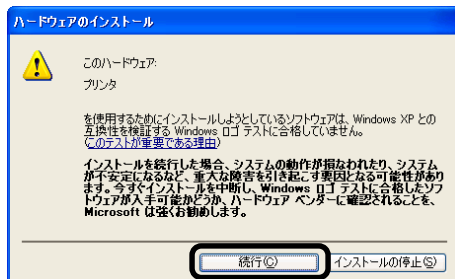 ハードウェアのインストール
このハードウェア:
プリンタ
を使用するためにインストールしようとしているソフトウェアは、Windows XP との
互換性を検証する Windows ロゴ テストに合格していません。
(このテストが重要である理由)
インストールを続行した場合、システムの動作が損なわれたり、システム
が不安定になるなど、重大な障害を引き起こす要因となる可能性があり
ます。今すぐインストールを中断し、Windows ロゴ テストに合格したソフ
トウェアが入手可能かどうか、ハードウェア ベンダーに確認されることを、
Microsoft は強くお勧めします。
続行(C) インストールの停止(S)